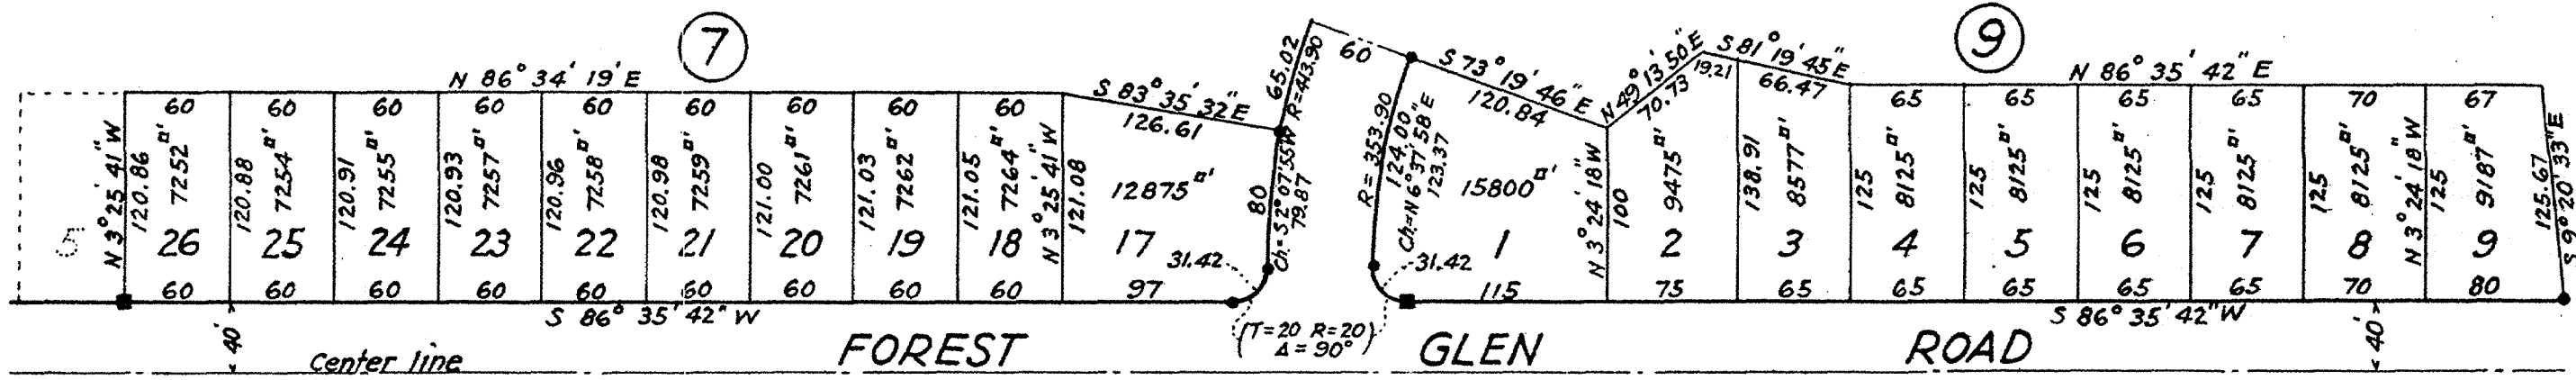 7
9
N 86° 34' 19' E
S 83° 35' 32" E
126.61
65.02
R=413.90
60
S 73° 19' 46" E
120.84
N 49° 13' 50" E
70.73
S 81° 19' 45" E
19.21
66.47
N 86° 35' 42" E
60 60 60 60 60 60 60 60 60
65 65 65 65 70 67
5
N 3° 25' 41" W
120.86
7252 □'
120.88
7254 □'
120.91
7255 □'
120.93
7257 □'
120.96
7258 □'
120.98
7259 □'
121.00
7261 □'
121.03
7262 □'
121.05
7264 □'
N 3° 25' 41" W
121.08
12875 □'
80
Ch.=S 2° 07' 55" W
79.87
R=353.90
124.00
Ch.=N 6° 37' 58" E
123.37
15800 □'
N 3° 24' 18" W
100
9475 □'
138.91
8577 □'
125
8125 □'
125
8125 □'
125
8125 □'
125
8125 □'
125
8125 □'
N 3° 24' 18" W
125
9187 □'
125.67
S 9° 20' 33" E
26 25 24 23 22 21 20 19 18 17 1 2 3 4 5 6 7 8 9
31.42
31.42
60 60 60 60 60 60 60 60 60 97 115 75 65 65 65 65 65 70 80
S 86° 35' 42" W
S 86° 35' 42" W
(T=20 R=20)
Δ=90°
40'
40'
FOREST GLEN ROAD
Center line